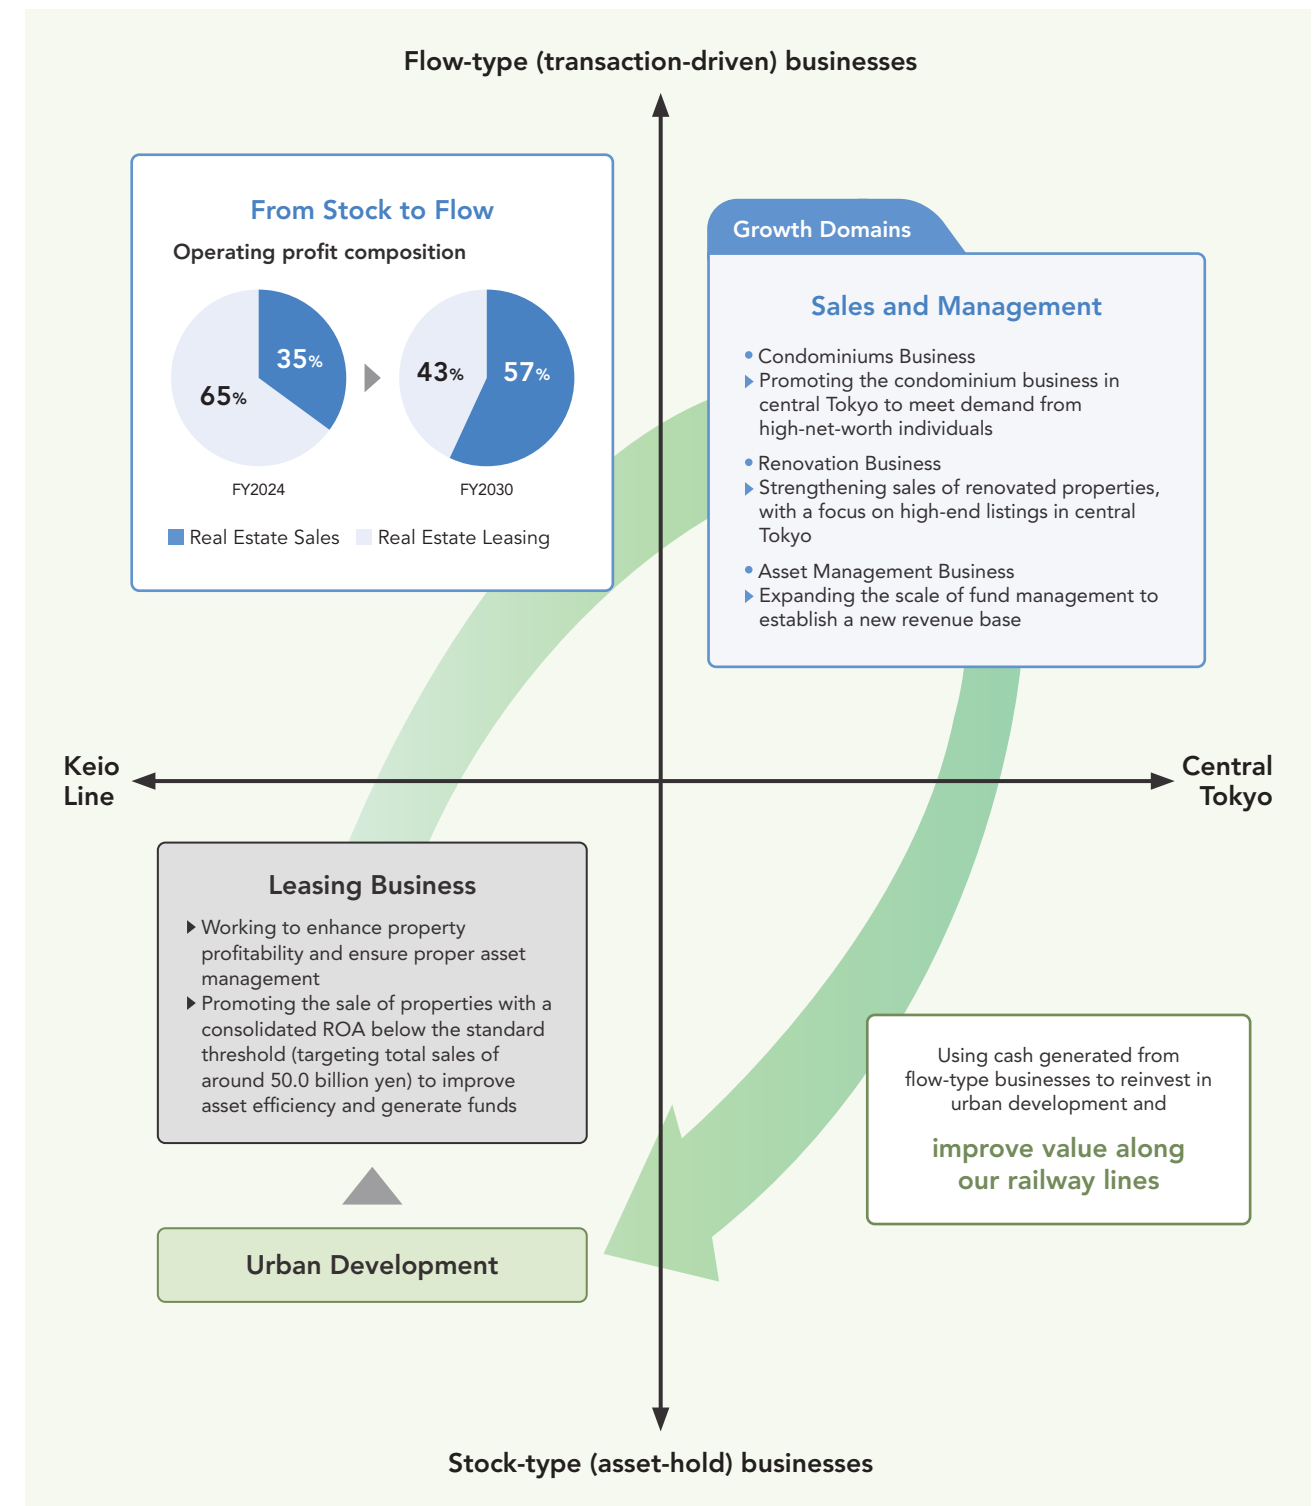 Flow-type (transaction-driven) businesses
From Stock to Flow
Operating profit composition
35%
65%
43%
57%
FY2024
FY2030
Real Estate Sales
Real Estate Leasing
Growth Domains
Sales and Management
• Condominiums Business
Promoting the condominium business in
central Tokyo to meet demand from
high-net-worth individuals
• Renovation Business
Strengthening sales of renovated properties,
with a focus on high-end listings in central
Tokyo
• Asset Management Business
Expanding the scale of fund management to
establish a new revenue base
Keio
Line
Central
Tokyo
Leasing Business
Working to enhance property
profitability and ensure proper asset
management
Promoting the sale of properties with a
consolidated ROA below the standard
threshold (targeting total sales of
around 50.0 billion yen) to improve
asset efficiency and generate funds
Using cash generated from
flow-type businesses to reinvest in
urban development and
improve value along
our railway lines
Urban Development
Stock-type (asset-hold) businesses